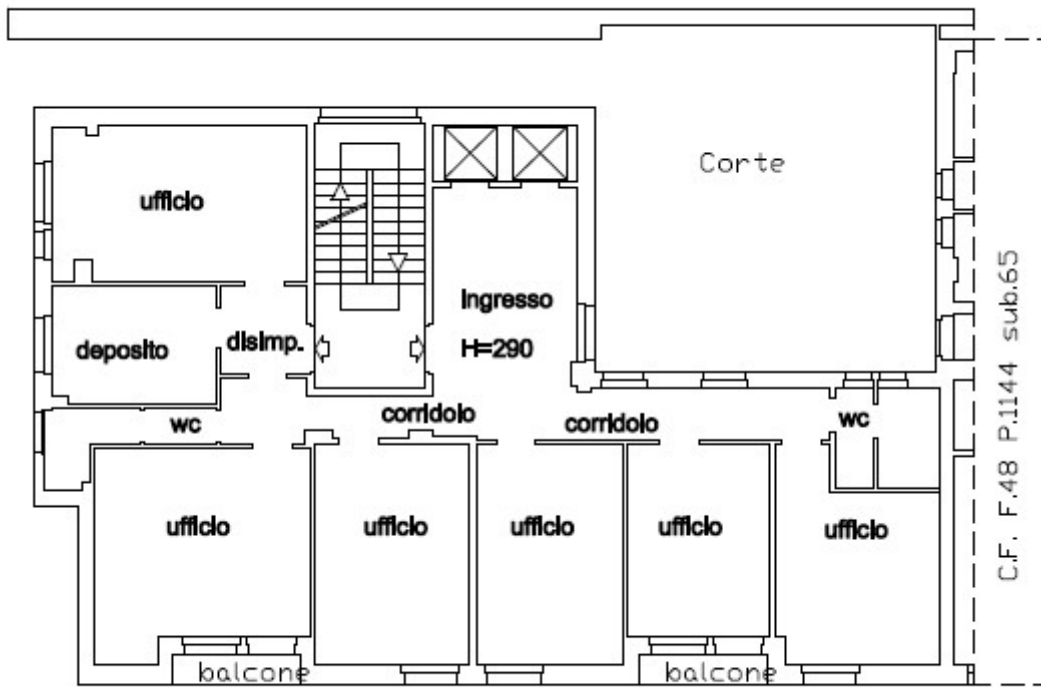 Corte
ufficio
ingresso
H=290
deposito
disimp.
wc
corridoio
corridoio
wc
ufficio
ufficio
ufficio
ufficio
ufficio
balcone
balcone
C.F. F.48 P.1144 sub.65